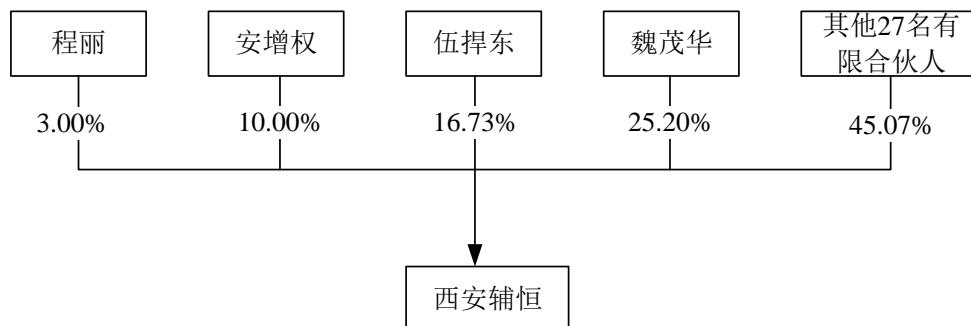 程丽
安增权
伍捍东
魏茂华
其他27名有
限合伙人
3.00%
10.00%
16.73%
25.20%
45.07%
西安辅恒